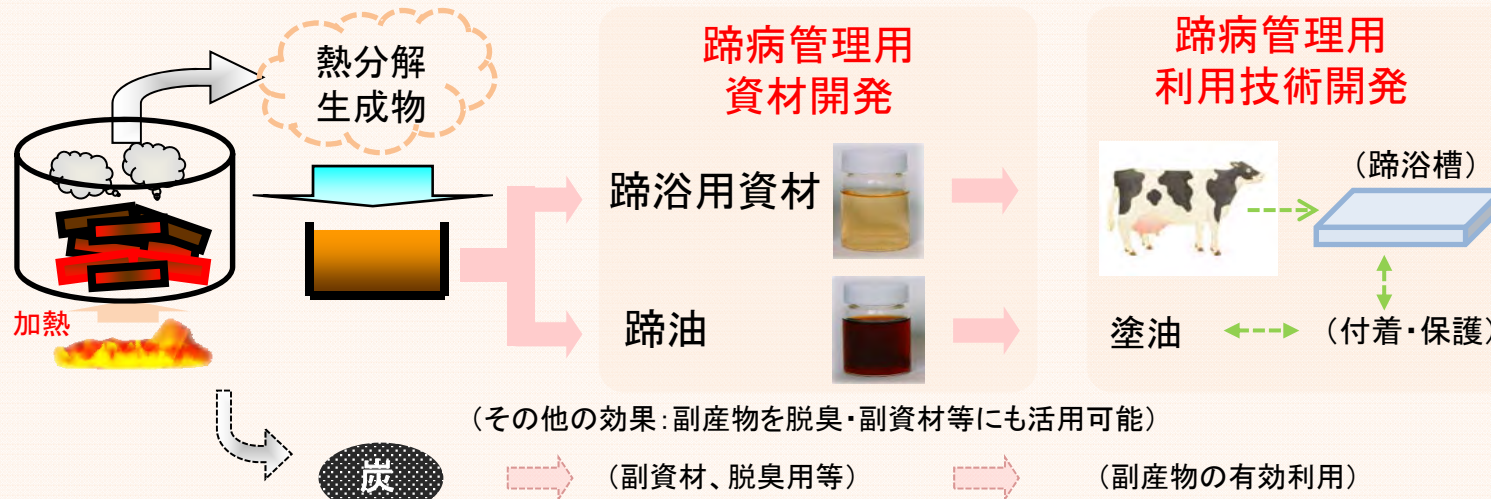 熱分解
生成物
加熱
蹄病管理用
資材開発
蹄浴用資材
蹄油
蹄病管理用
利用技術開発
(蹄浴槽)
塗油
(付着・保護)
(その他の効果:副産物を脱臭・副資材等にも活用可能)
炭
(副資材、脱臭用等)
(副産物の有効利用)